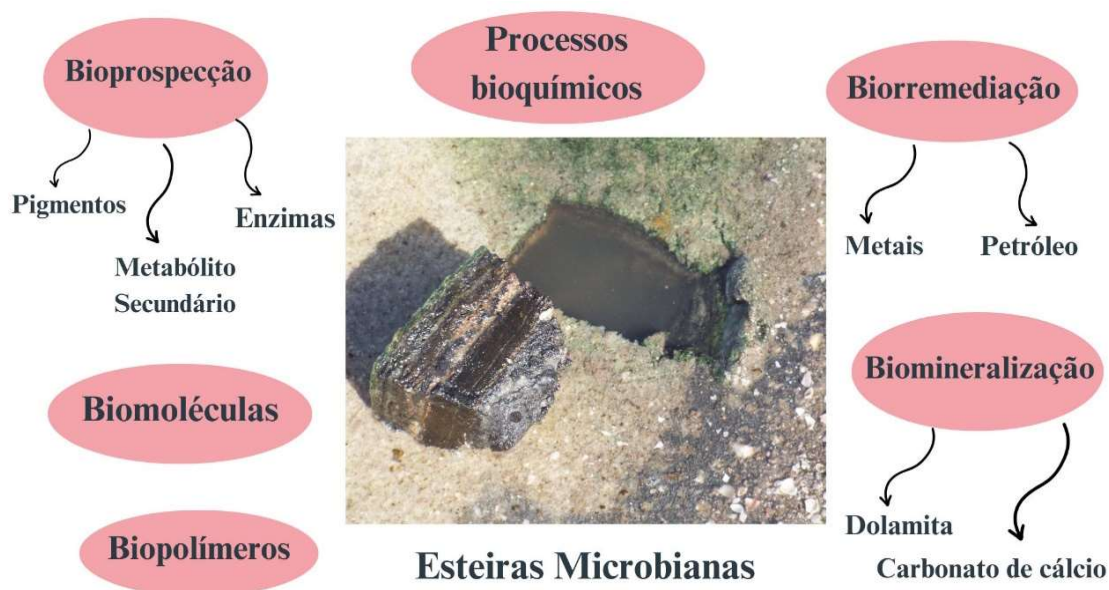 Bioprospecção
Pigmentos
Metabólito
Secundário
Enzimas
Processos
bioquímicos
Biorremediação
Metais
Petróleo
Biomineralização
Dolamita
Carbonato de cálcio
Biomoléculas
Biopolímeros
Esteiras Microbianas